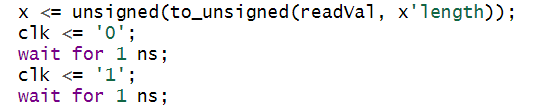 x <= unsigned(to_unsigned(readVal, x'length));
clk <= '0';
wait for 1 ns;
clk <= '1';
wait for 1 ns;